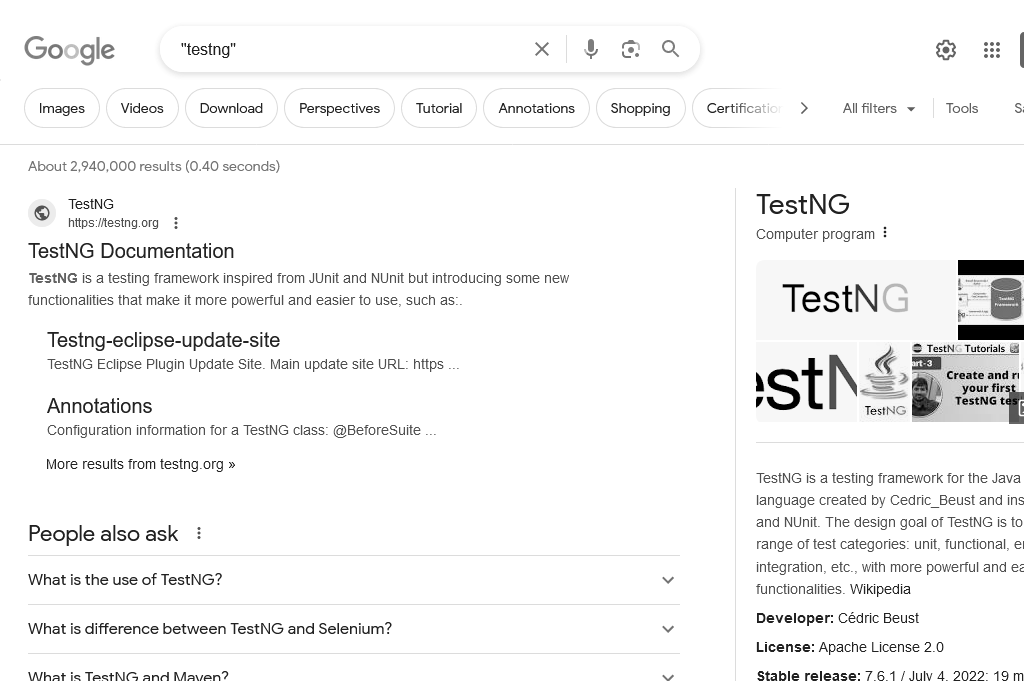 Google
"testng"
Images
Videos
Download
Perspectives
Tutorial
Annotations
Shopping
All filters
Tools
About 2,940,000 results (0.40 seconds)
TestNG
https://testng.org
TestNG Documentation
TestNG is a testing framework inspired from JUnit and NUnit but introducing some new
functionalities that make it more powerful and easier to use, such as:.
Testng-eclipse-update-site
TestNG Eclipse Plugin Update Site. Main update site URL: https ...
Annotations
Configuration information for a TestNG class: @BeforeSuite ...
More results from testng.org »
People also ask
What is the use of TestNG?
What is difference between TestNG and Selenium?
What is TestNG and Maven?
TestNG
Computer program
TestNG
TestNG
Framework
estN
TestNG
TestNG Tutorials
art-3
Create and ru
your first
TestNG tes
TestNG is a testing framework for the Java
language created by Cedric_Beust and ins
and NUnit. The design goal of TestNG is to
range of test categories: unit, functional, e
integration, etc., with more powerful and ea
functionalities. Wikipedia
Developer: Cédric Beust
License: Apache License 2.0
Stable release: 7.6.1 / July 4, 2022; 19 m